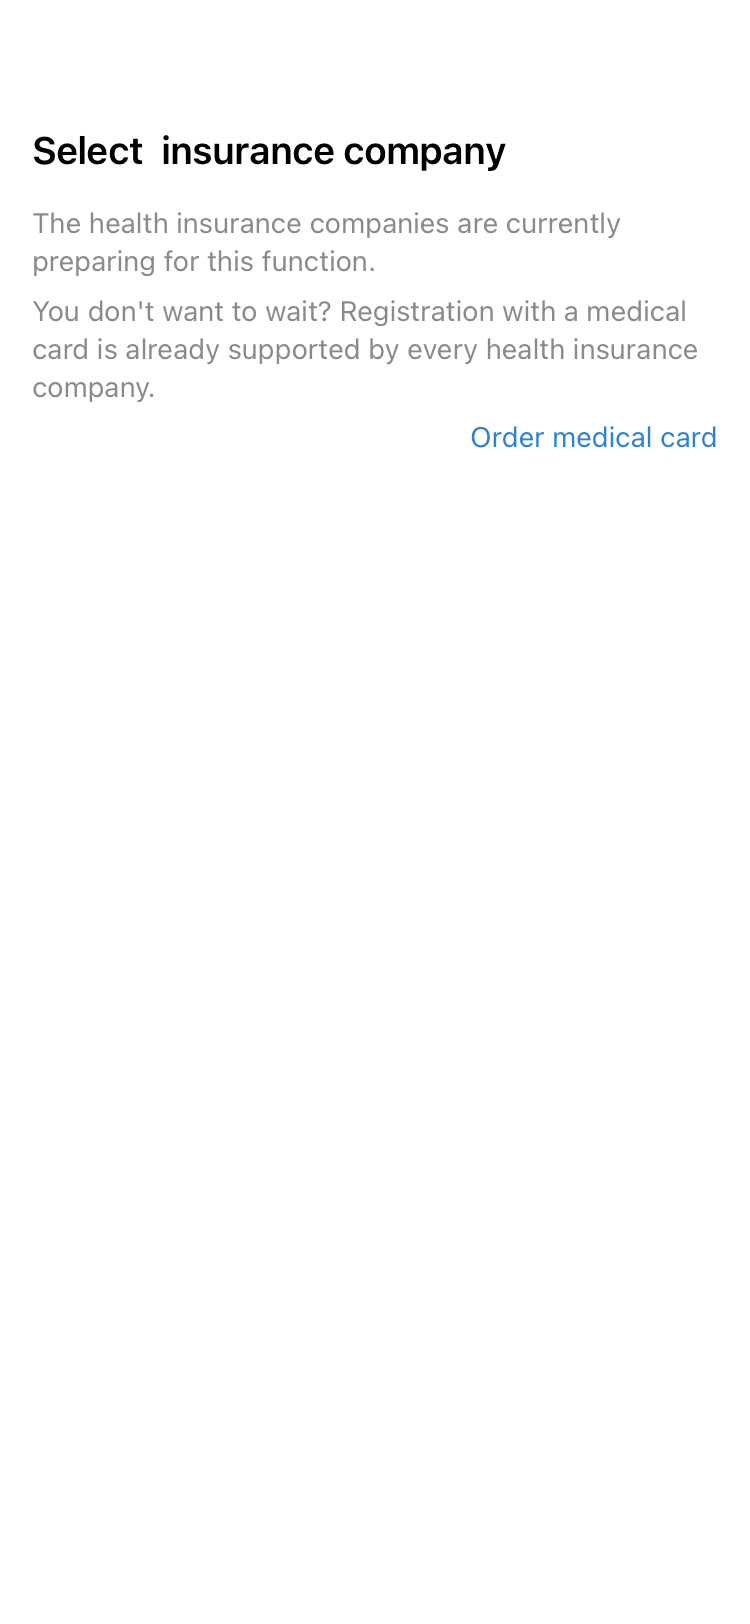 Select  insurance company
The health insurance companies are currently
preparing for this function.
You don't want to wait? Registration with a medical
card is already supported by every health insurance
company.
Order medical card